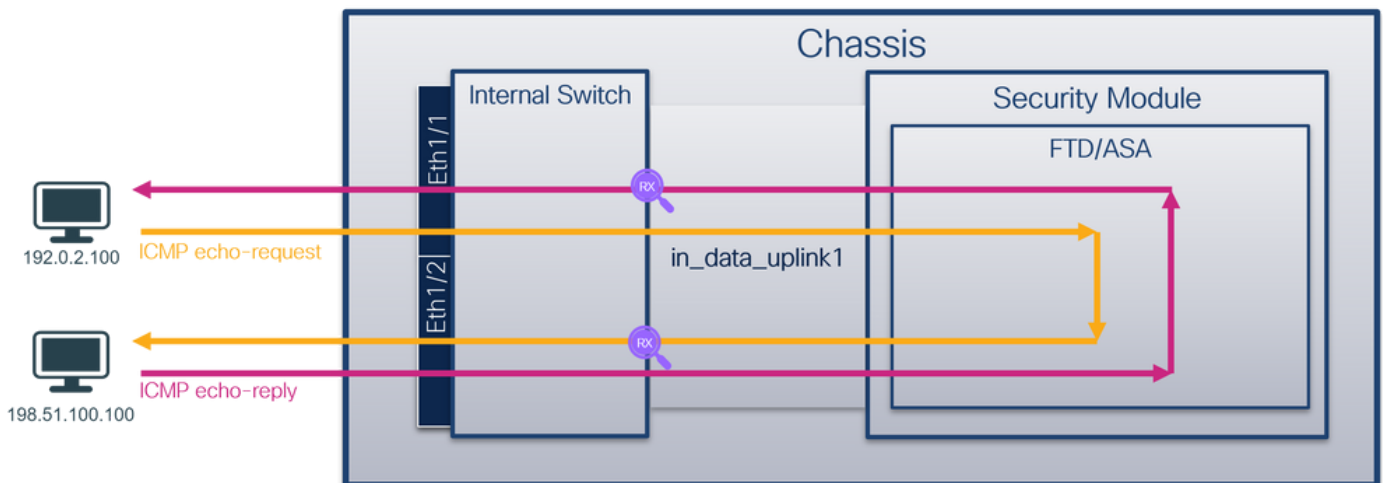 Chassis
Internal Switch
Security Module
FTD/ASA
Eth1/1
RX
192.0.2.100
ICMP echo-request
in_data_uplink1
Eth1/2
RX
198.51.100.100
ICMP echo-reply